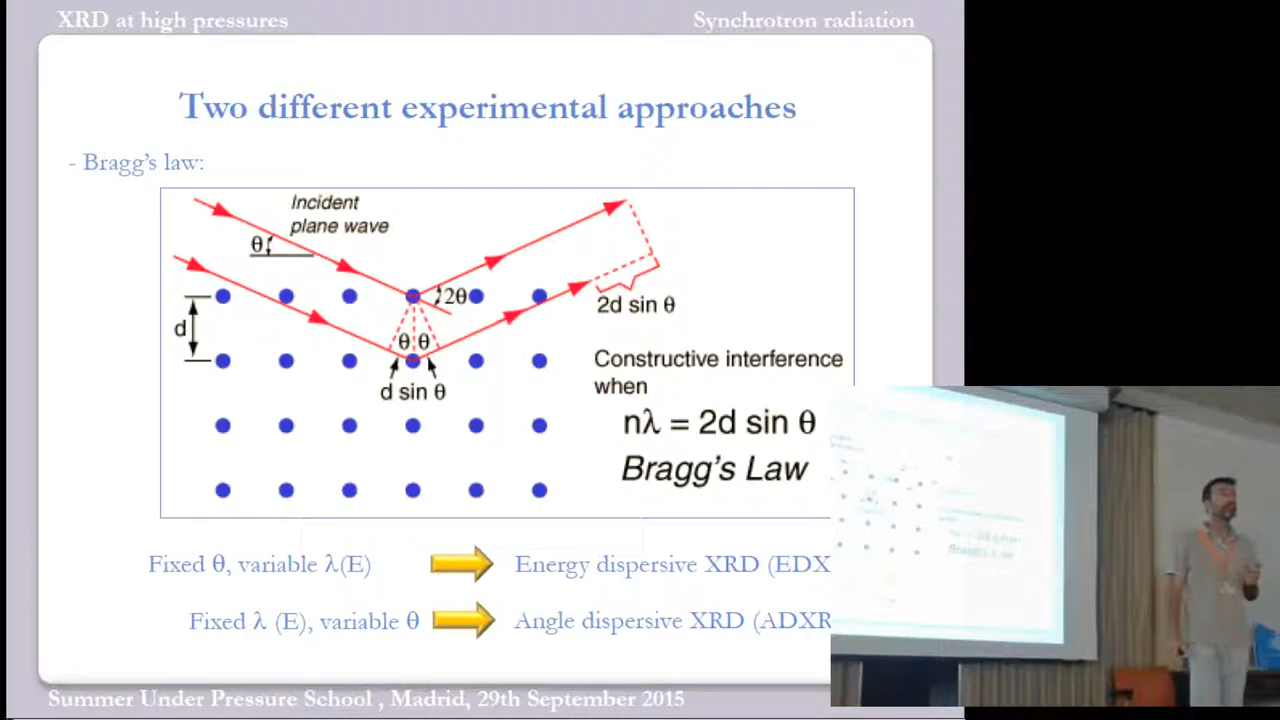 XRD at high pressures
Synchrotron radiation
Two different experimental approaches
- Bragg's law:
Incident
plane wave
θ
2θ
2d sin θ
d
θ θ
d sin θ
Constructive interference
when
nλ = 2d sin θ
Bragg's Law
Fixed θ, variable λ(E)
Energy dispersive XRD (EDX
Fixed λ (E), variable θ
Angle dispersive XRD (ADXR
Summer Under Pressure School , Madrid, 29th September 2015